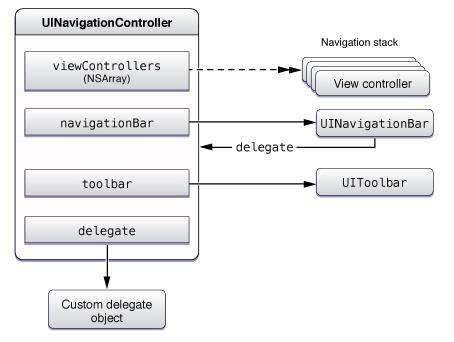 UINavigationController
Navigation stack
viewControllers
(NSArray)
View controller
navigationBar
UINavigationBar
delegate
toolbar
UIToolbar
delegate
Custom delegate
object